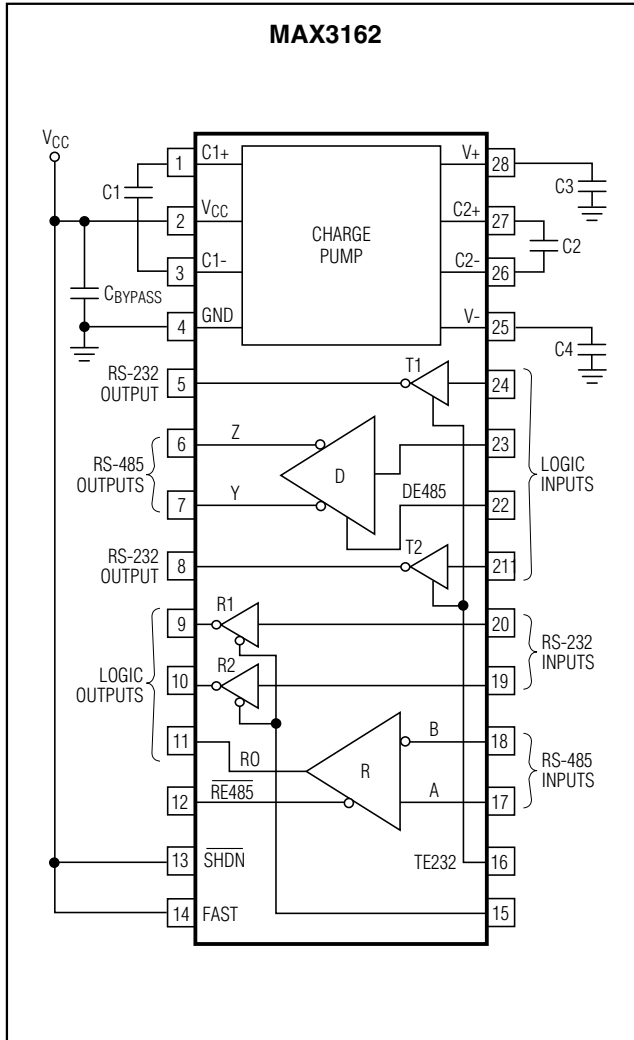 MAX3162
VCC
1 C1+ V+ 28
C1 C3
2 VCC C2+ 27
CHARGE
PUMP
C2
3 C1- C2- 26
CBYPASS
4 GND V- 25
C4
RS-232
OUTPUT
5 T1 24
6 Z 23
RS-485
OUTPUTS
D
LOGIC
INPUTS
7 Y DE485 22
RS-232
OUTPUT
8 T2 211
9 R1 20
RS-232
INPUTS
LOGIC
OUTPUTS
10 R2 19
11 RO B 18
R
RS-485
INPUTS
12 RE485 A 17
13 SHDN TE232 16
14 FAST 15